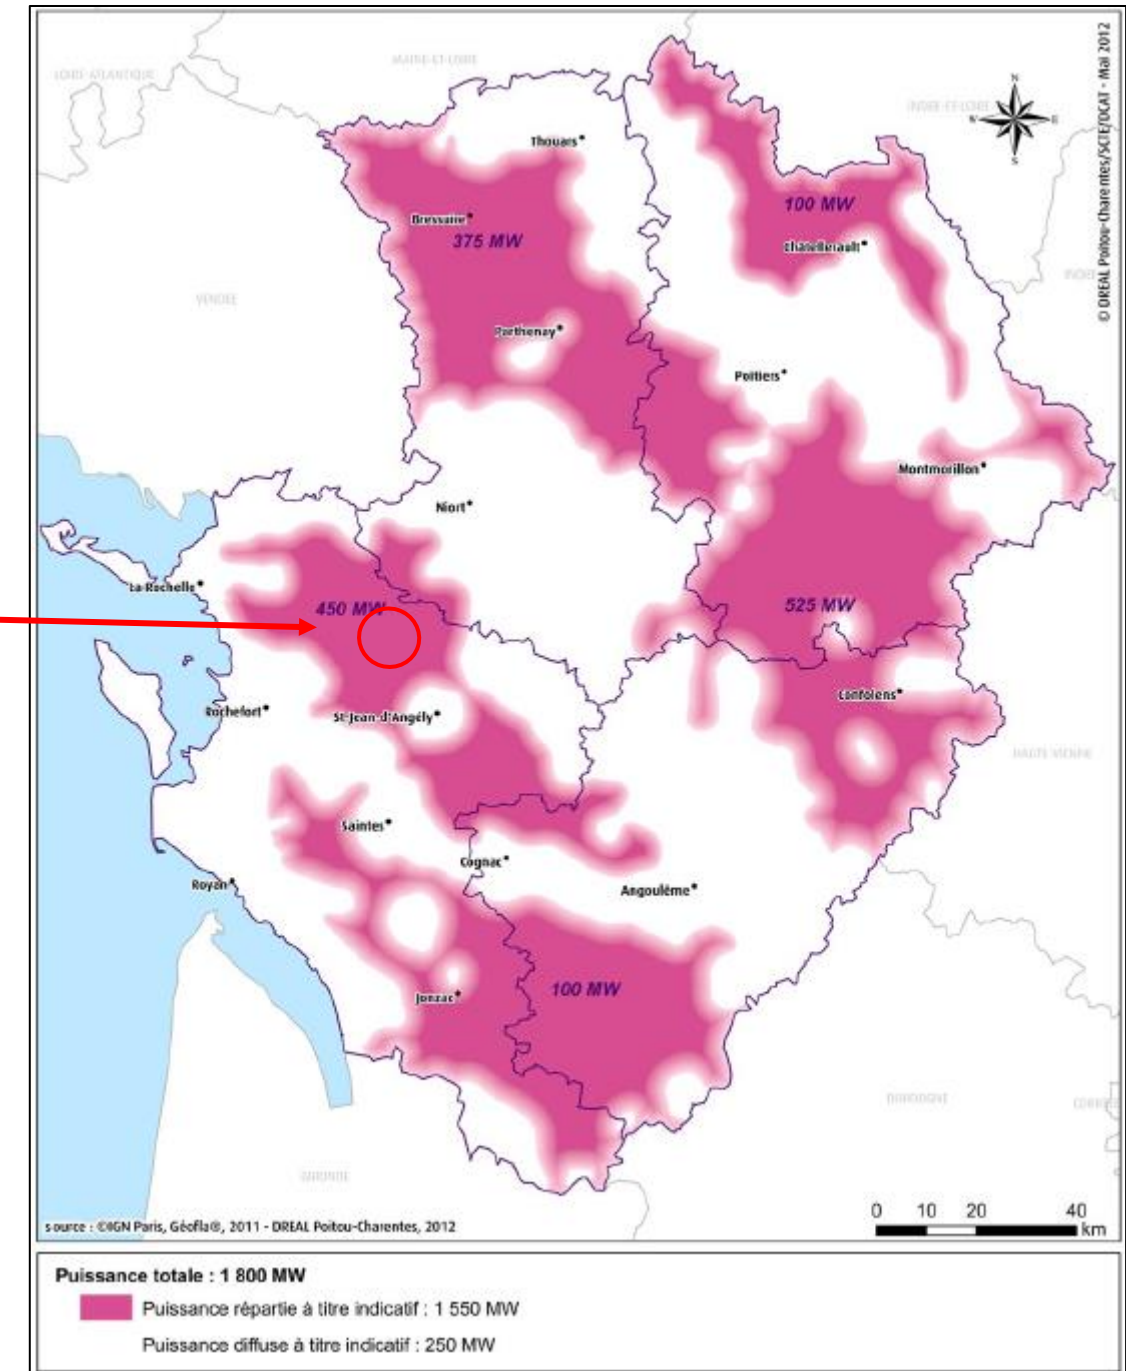 LOIRE-ATLANTIQUE
MAINE-ET-LOIRE
INDRE-ET-LOIRE
N
W
E
S
© DREAL Poitou-Charentes/SCTE/DCAT - Mai 2012
Thouars
100 MW
Bressuire
375 MW
Chatellerault
VENDEE
Parthenay
Poitiers
Montmorillon
Niort
La Rochelle
450 MW
525 MW
Confolens
Rochefort
St-Jean-d'Angély
HAUTE VIENNE
Saintes
Cognac
Royan
Angoulême
Jonzac
100 MW
DORDOGNE
GIRONDE
0 10 20 40
km
source : ©IGN Paris, Géofla®, 2011 - DREAL Poitou-Charentes, 2012
Puissance totale : 1 800 MW
Puissance répartie à titre indicatif : 1 550 MW
Puissance diffuse à titre indicatif : 250 MW